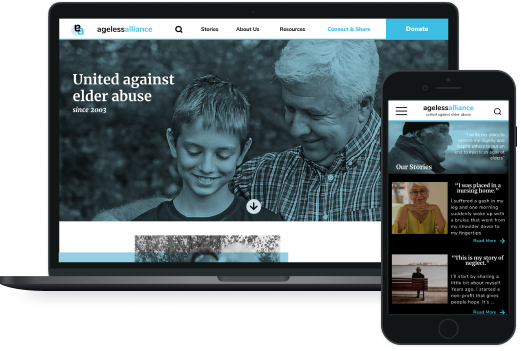 agelessalliance
Stories
About Us
Resources
Connect & Share
Donate
United against
elder abuse
since 2003
agelessalliance
united against elder abuse
Our Stories
"I was placed in a
nursing home."
I suffered a gash in my
leg and one morning
suddenly woke up with
a bruise that went from
my shoulder down to
my fingertips.
Read More
"This is my story of
neglect."
I'll start by sharing a
little bit about myself.
Years ago, I started a
non-profit that gives
people hope. It's ...
Read More